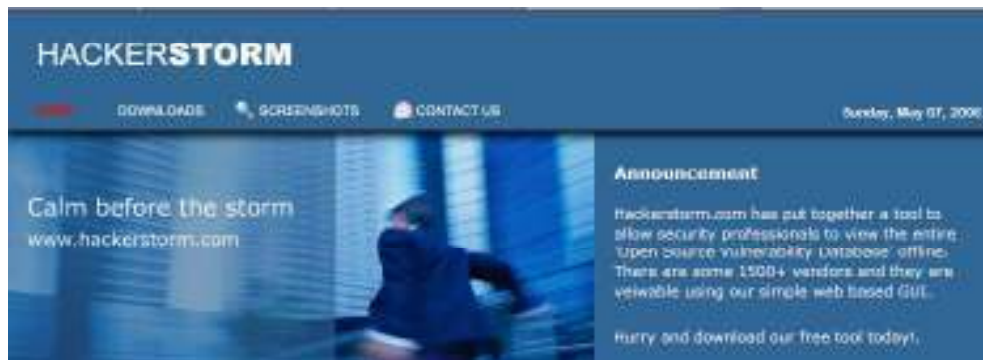 HACKERSTORM
DOWNLOADS SCREENSHOTS CONTACT US
Sunday, May 07, 2006
Calm before the storm
www.hackerstorm.com
Announcement
Hackerstorm.com has put together a tool to
allow security professionals to view the entire
'Open Source Vulnerability Database' offline.
There are some 1500+ vendors and they are
veiwable using our simple web based GUI.
Hurry and download our free tool today!.